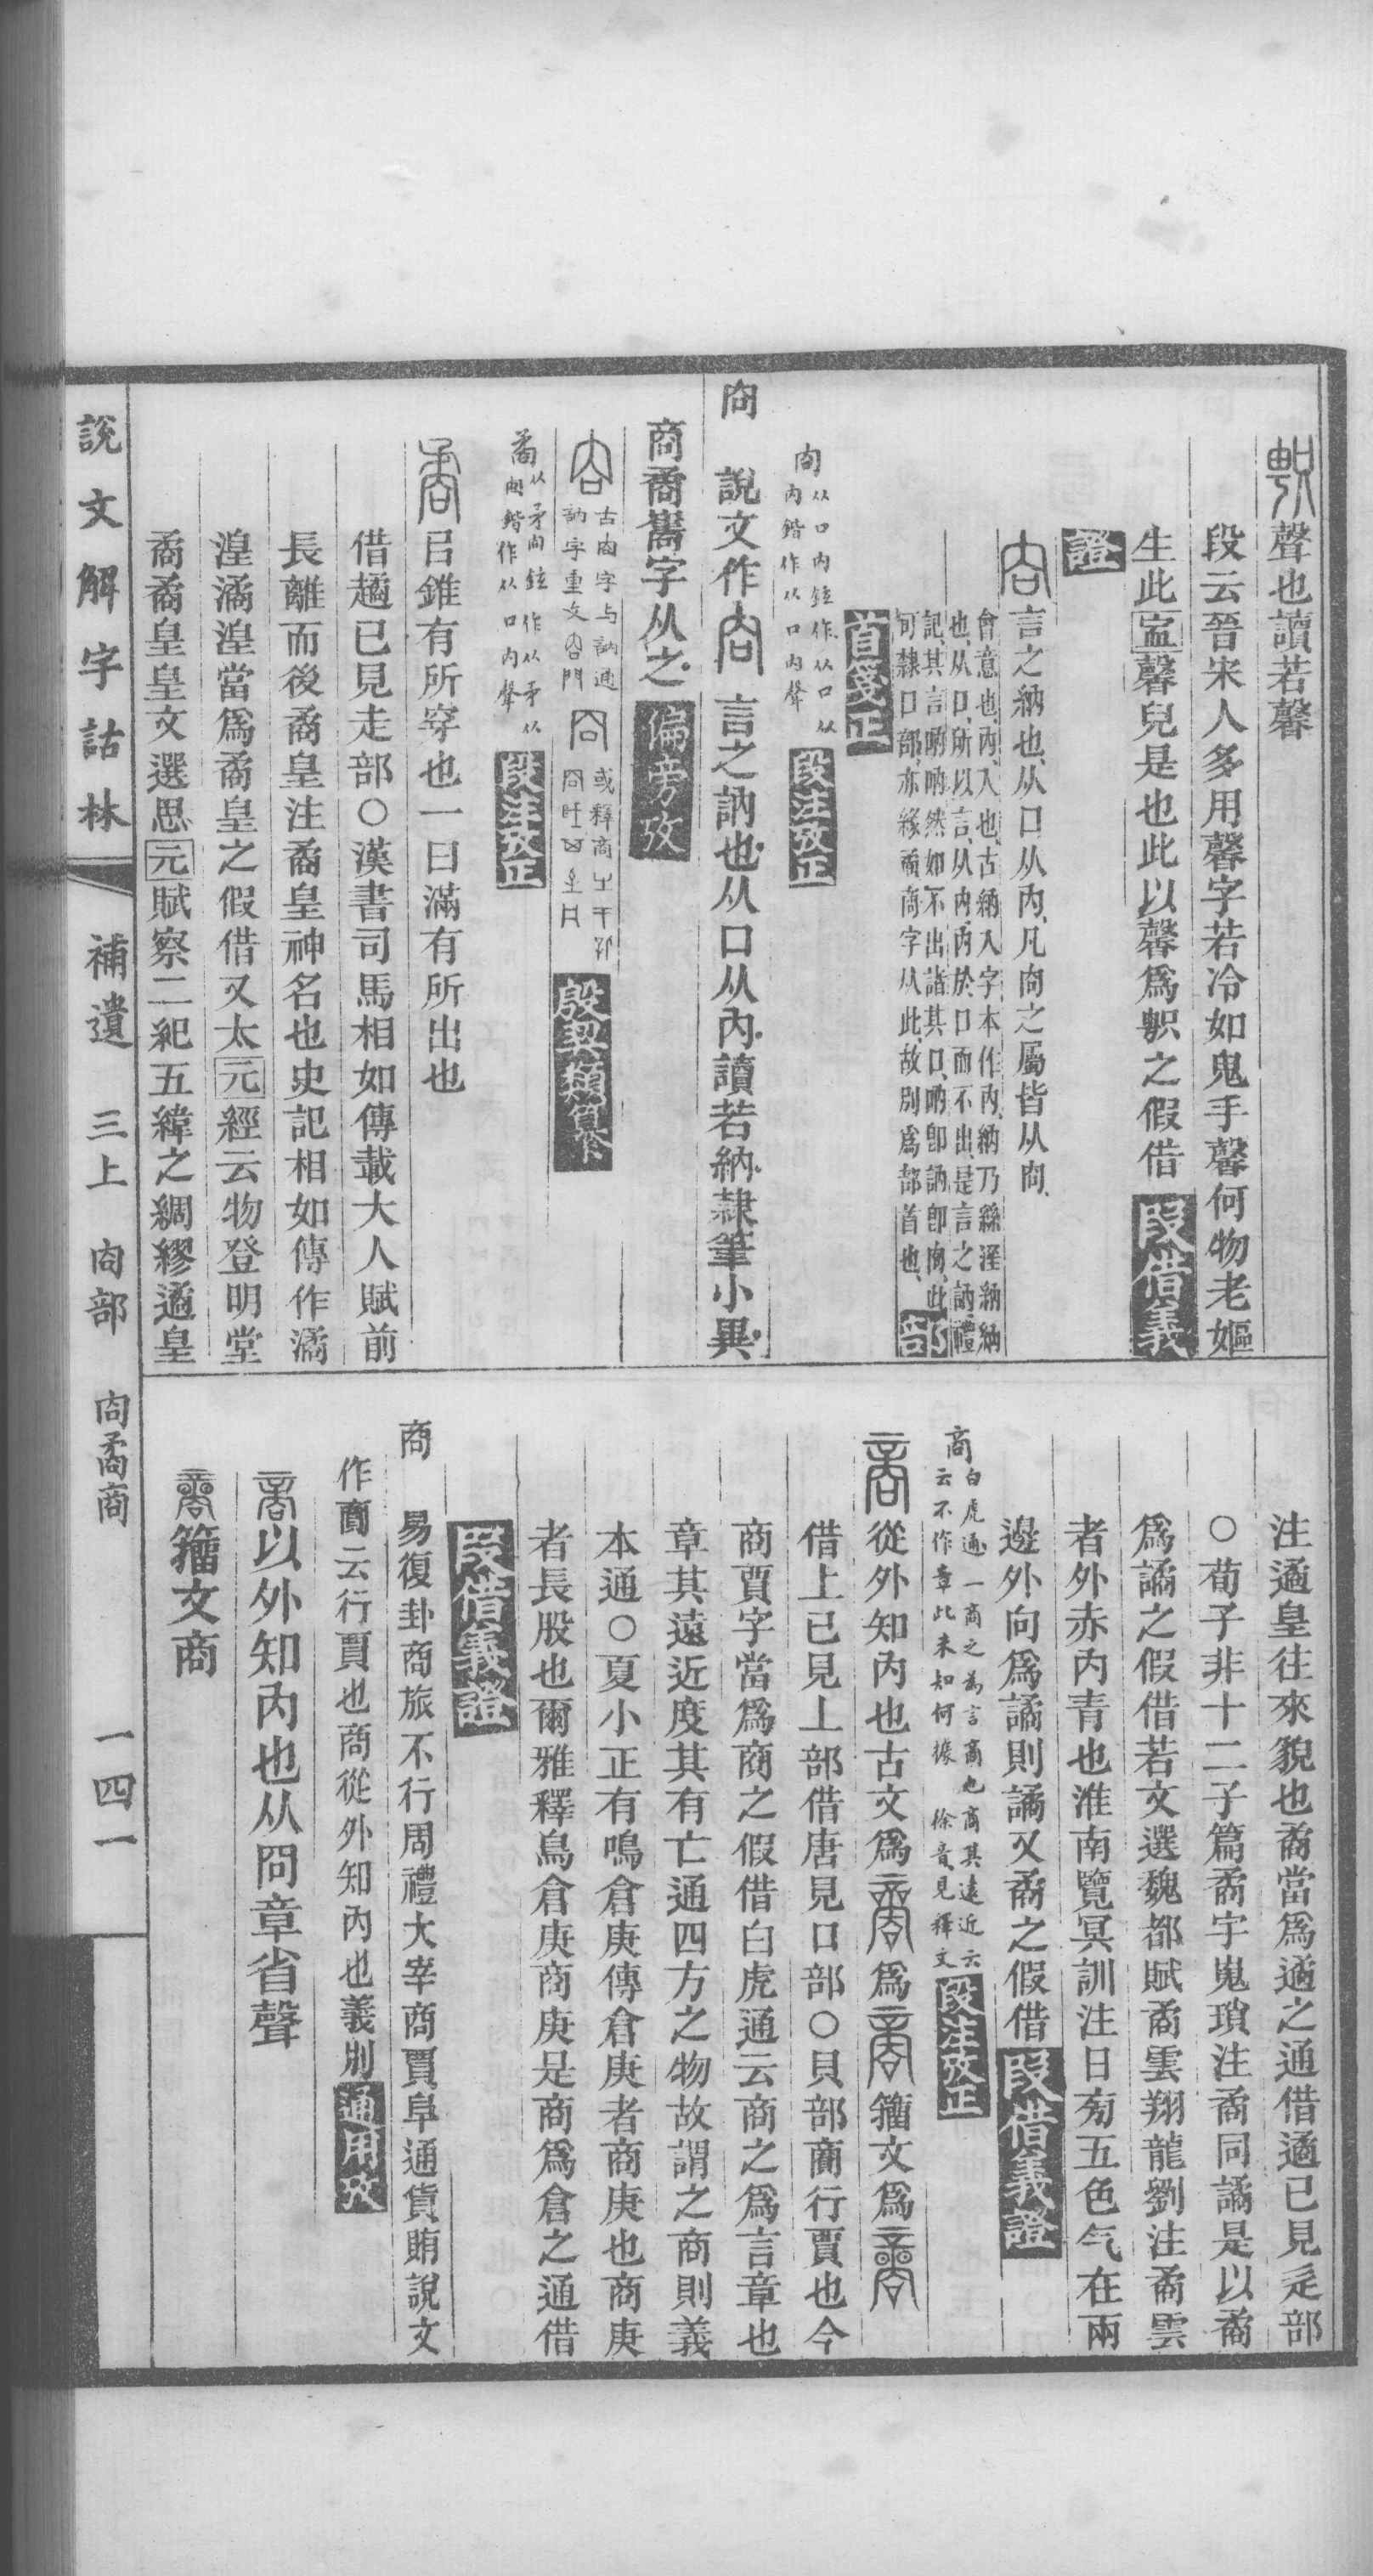 聲也讀若馨
段云晉宋人多用馨字若冷如鬼手馨何物老嫗
生此寍馨兒是也此以馨爲𧥛之假借 段借義
證
言之納也从口从內凡㕯之屬皆从㕯
會意也內入也古納入字本作內納乃絲溼納納
也从口所以言从內內於口而不出是言之訥禮
記其言吶吶然如不出諸其口吶卽訥卽㕯此
可隸口部亦緣矞商字从此故別爲部首也 部
首箋正
㕯 从口內鉉作从口从
內鍇作从口內聲 段注攷正
㕯 說文作㕯言之訥也从口从內讀若納隸筆小異
商矞雟字从之 偏旁攷
古㕯字与訥通
訥字重文㕯門 或釋商
殷契類纂
矞 从矛㕯鉉作从矛从
㕯鍇作从口內聲 段注攷正
矞 㠯錐有所穿也一曰滿有所出也
借趫已見走部○漢書司馬相如傳載大人賦前
長離而後矞皇注矞皇神名也史記相如傳作潏
湟潏湟當爲矞皇之假借又太元經云物登明堂
矞矞皇皇文選思元賦察二紀五緯之綢繆遹皇
注遹皇往來貌也矞當爲遹之通借遹已見辵部
○荀子非十二子篇矞宇嵬瑣注矞同譎是以矞
爲譎之假借若文選魏都賦矞雲翔龍劉注矞雲
者外赤內青也淮南覽冥訓注日旁五色气在兩
邊外向爲譎則譎又矞之假借 段借義證
商 白虎通一商之爲言商也商其遠近六
云不作章此未知何據 徐音見釋文 段注攷正
商 從外知內也古文爲 爲 籒文爲
借上已見上部借唐見口部○貝部𧶜行賈也今
商賈字當爲商之假借白虎通云商之爲言章也
章其遠近度其有亡通四方之物故謂之商則義
本通○夏小正有鳴倉庚傳倉庚者商庚也商庚
者長股也爾雅釋鳥倉庚商庚是商爲倉之通借
段借義證
商 易復卦商旅不行周禮大宰商賈阜通貨賄說文
作𧶜云行賈也商從外知內也義別 通用攷
商 以外知內也从㕯章省聲
籒文商
說文解字詁林 補遺 三上 㕯部 㕯矞商 一四一